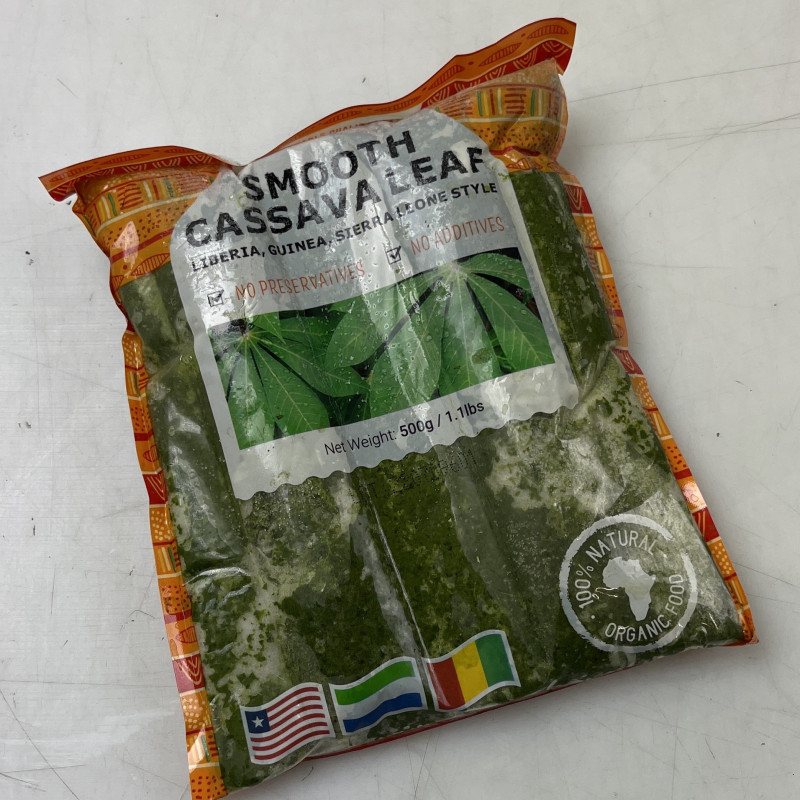 SMOOTH
CASSAVA LEAF
LIBERIA, GUINEA, SIERRA LEONE STYLE
NO PRESERVATIVES
NO ADDITIVES
Net Weight: 500g / 1.1lbs
100% NATURAL
ORGANIC FOOD